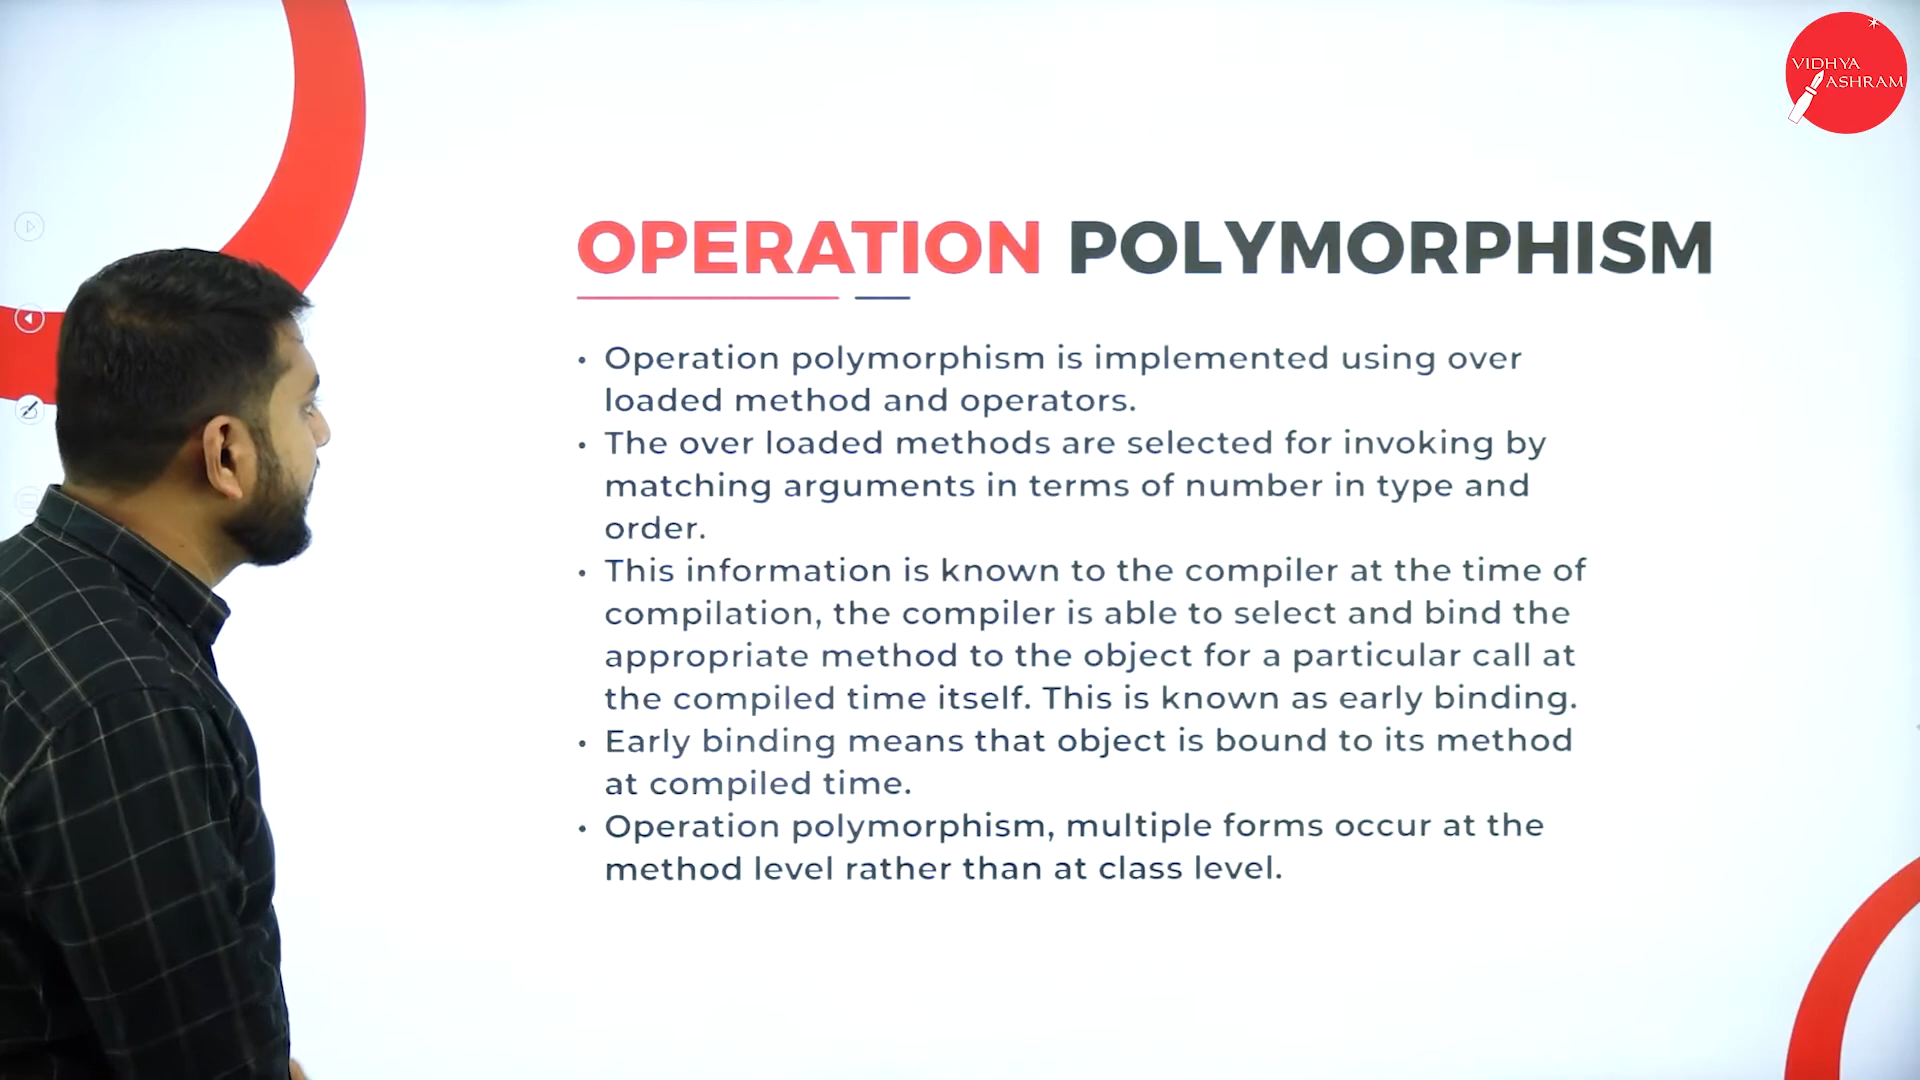 VIDHYA
ASHRAM
OPERATION POLYMORPHISM
• Operation polymorphism is implemented using over
loaded method and operators.
• The over loaded methods are selected for invoking by
matching arguments in terms of number in type and
order.
• This information is known to the compiler at the time of
compilation, the compiler is able to select and bind the
appropriate method to the object for a particular call at
the compiled time itself. This is known as early binding.
• Early binding means that object is bound to its method
at compiled time.
• Operation polymorphism, multiple forms occur at the
method level rather than at class level.